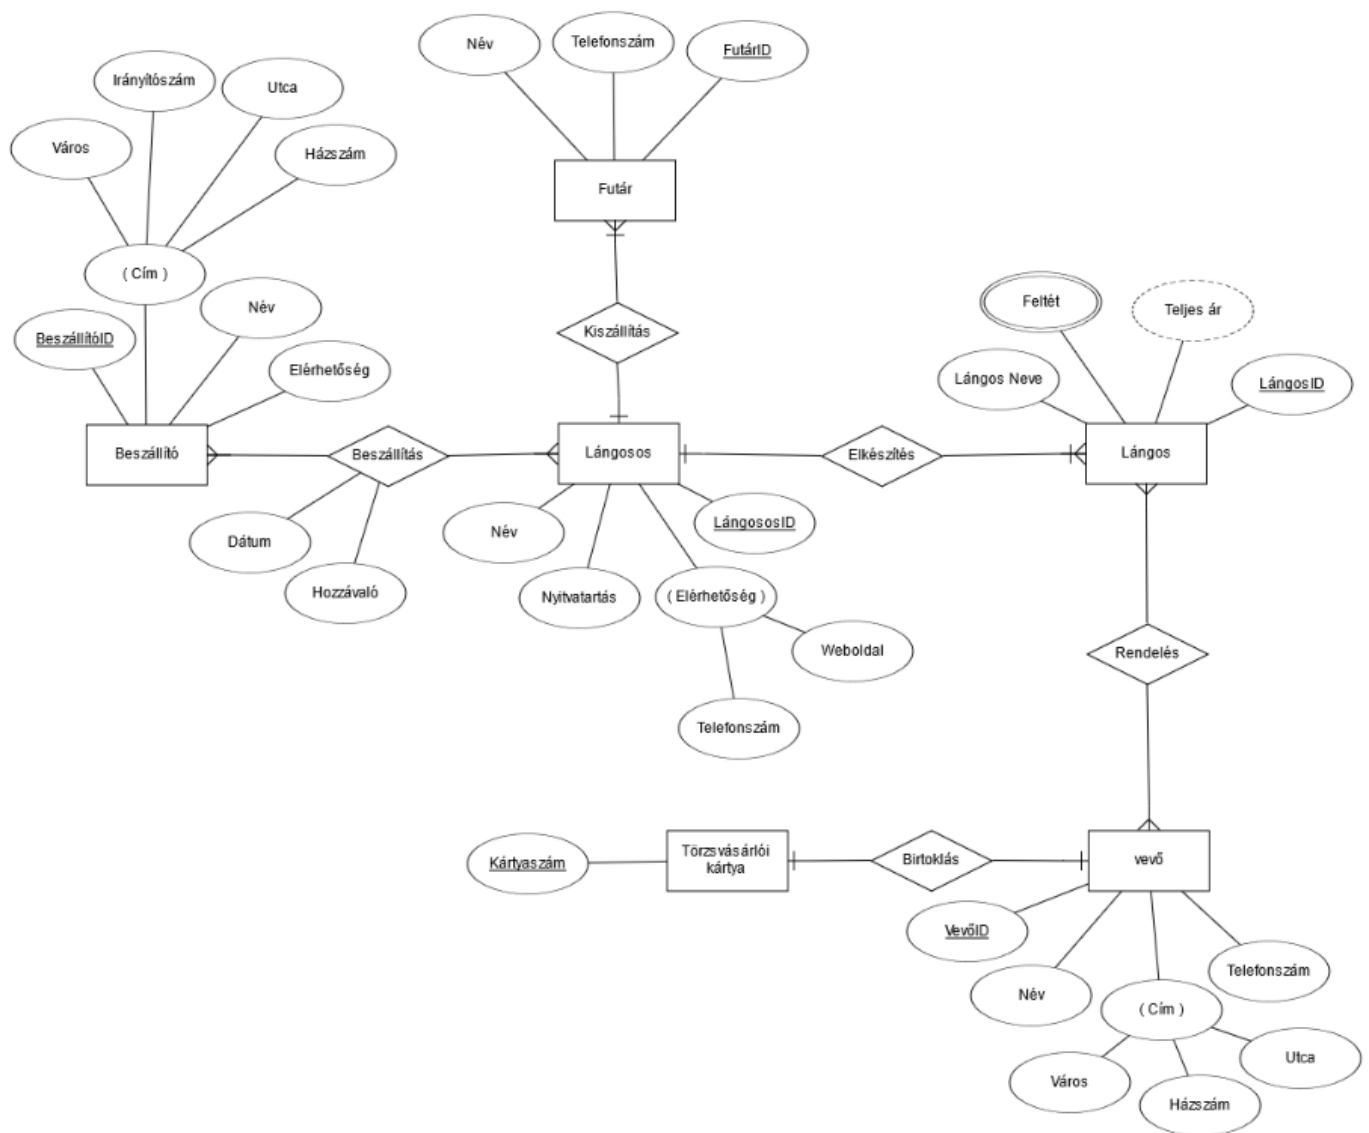 Név
Telefonszám
FutárID
Irányítószám
Utca
Város
Házszám
Futár
( Cím )
Név
BeszállítóID
Elérhetőség
Kiszállítás
Feltét
Teljes ár
Lángos Neve
LángosID
Beszállító
Beszállítás
Lángosos
Elkészítés
Lángos
Dátum
Hozzávaló
Név
LángososID
Nyitvatartás
( Elérhetőség )
Weboldal
Telefonszám
Rendelés
Kártyaszám
Törzsvásárlói
kártya
Birtoklás
vevő
VevőID
Név
Telefonszám
( Cím )
Város
Házszám
Utca